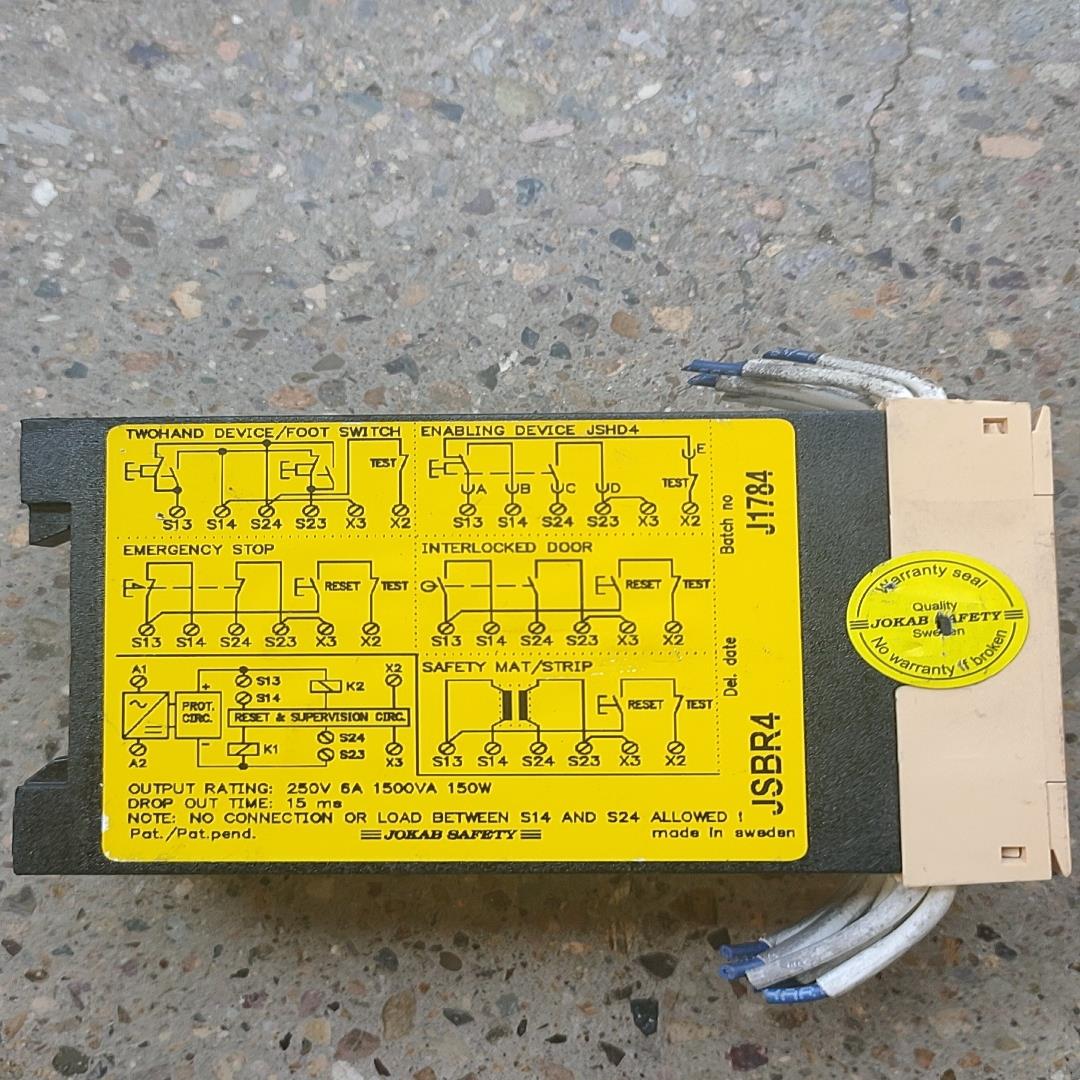 TWOHAND DEVICE/FOOT SWITCH
TEST
S13 S14 S24 S23 X3 X2
ENABLING DEVICE JSHD4
E
TEST
A B C D
S13 S14 S24 S23 X3 X2
EMERGENCY STOP
RESET TEST
S13 S14 S24 S23 X3 X2
INTERLOCKED DOOR
RESET TEST
S13 S14 S24 S23 X3 X2
A1 S13 K2 X2
+ S14
PROT. CIRC.
RESET & SUPERVISION CIRC.
- K1 S24
A2 S23 X3
SAFETY MAT/STRIP
RESET TEST
S13 S14 S24 S23 X3 X2
OUTPUT RATING: 250V 6A 1500VA 150W
DROP OUT TIME: 15 ms
NOTE: NO CONNECTION OR LOAD BETWEEN S14 AND S24 ALLOWED !
Pat./Pat.pend.
JOKAB SAFETY
made in sweden
Batch no
J1784
Del. date
JSBR4
Warranty seal
Quality
JOKAB SAFETY
Sweden
No warranty if broken